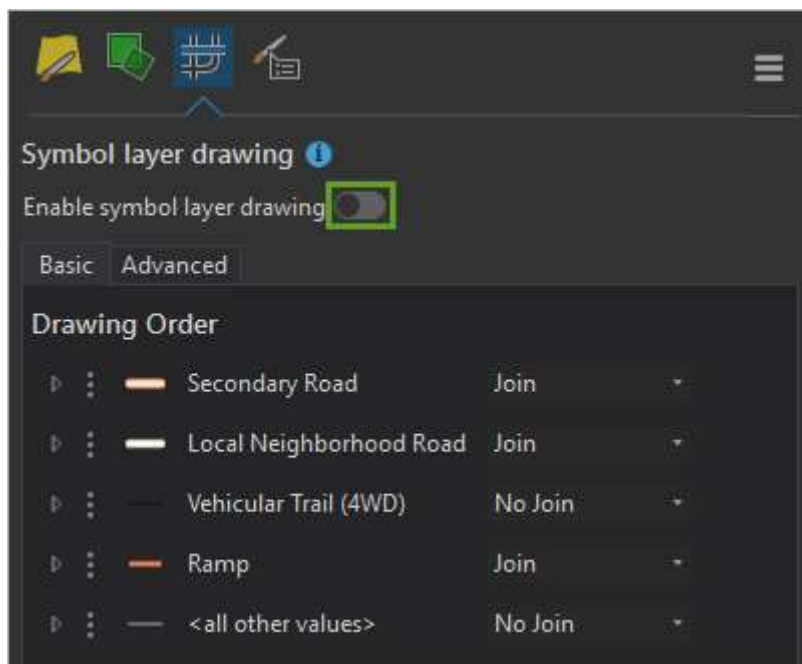 Symbol layer drawing
Enable symbol layer drawing
Basic Advanced
Drawing Order
Secondary Road Join
Local Neighborhood Road Join
Vehicular Trail (4WD) No Join
Ramp Join
<all other values> No Join